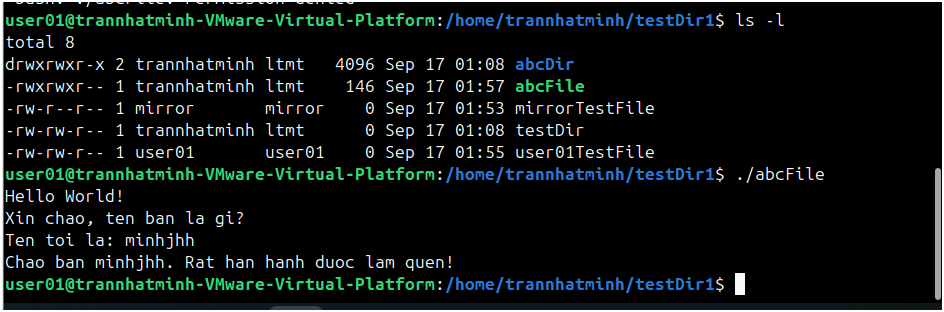 -bash: ./abcFile: Permission denied
user01@trannhatminh-VMware-Virtual-Platform:/home/trannhatminh/testDir1$ ls -l
total 8
drwxrwxr-x 2 trannhatminh ltmt   4096 Sep 17 01:08 abcDir
-rwxrwxr-- 1 trannhatminh ltmt    146 Sep 17 01:57 abcFile
-rw-r--r-- 1 mirror       mirror    0 Sep 17 01:53 mirrorTestFile
-rw-rw-r-- 1 trannhatminh ltmt      0 Sep 17 01:08 testDir
-rw-rw-r-- 1 user01       user01    0 Sep 17 01:55 user01TestFile
user01@trannhatminh-VMware-Virtual-Platform:/home/trannhatminh/testDir1$ ./abcFile
Hello World!
Xin chao, ten ban la gi?
Ten toi la: minhjhh
Chao ban minhjhh. Rat han hanh duoc lam quen!
user01@trannhatminh-VMware-Virtual-Platform:/home/trannhatminh/testDir1$